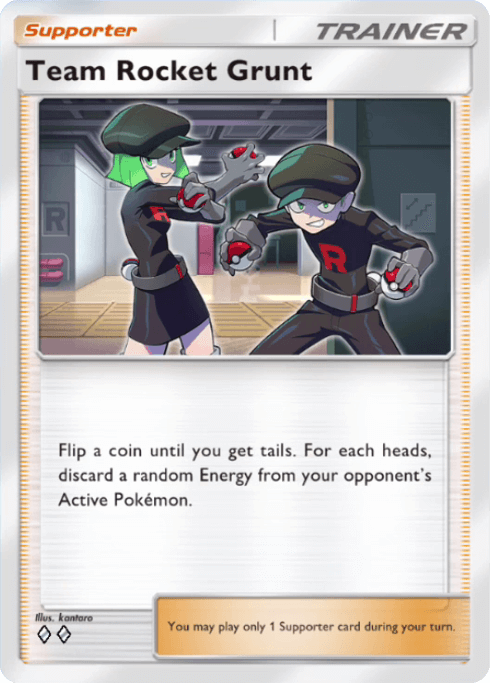 Supporter
TRAINER
Team Rocket Grunt
R
R
R
Flip a coin until you get tails. For each heads,
discard a random Energy from your opponent's
Active Pokémon.
Illus. kantaro
You may play only 1 Supporter card during your turn.